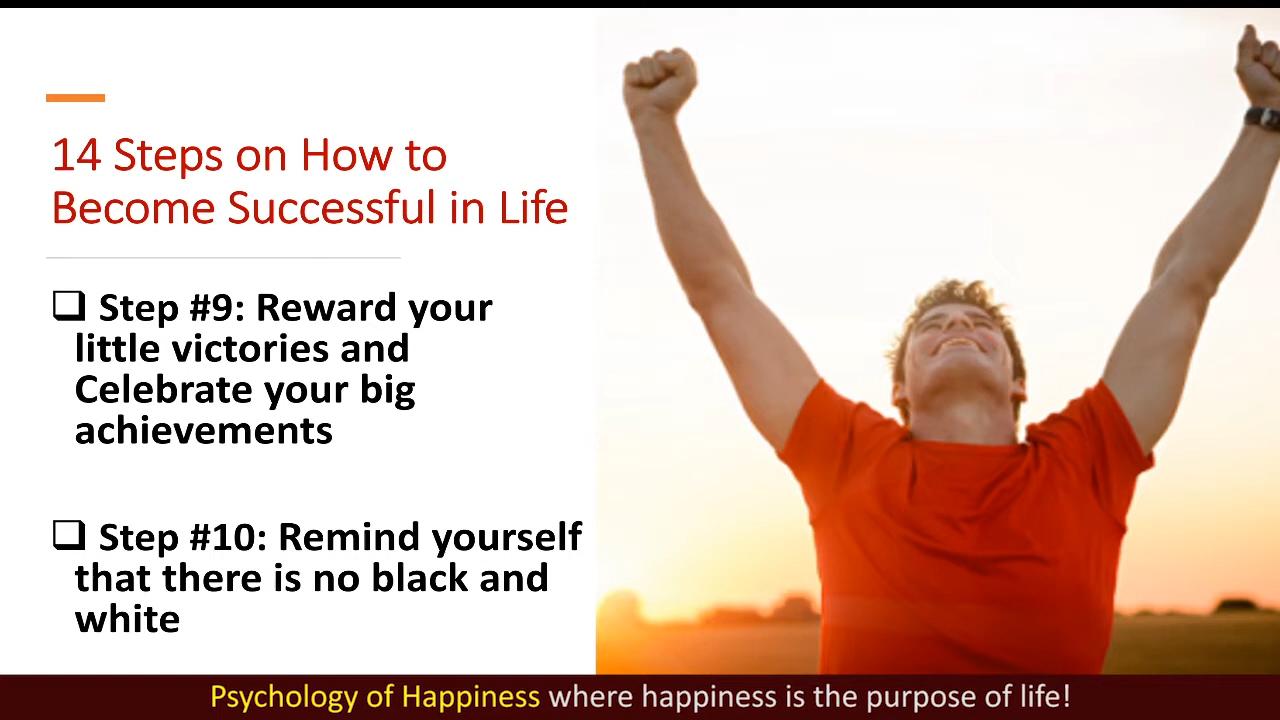 14 Steps on How to
Become Successful in Life
❑ Step #9: Reward your
little victories and
Celebrate your big
achievements
❑ Step #10: Remind yourself
that there is no black and
white
Psychology of Happiness where happiness is the purpose of life!